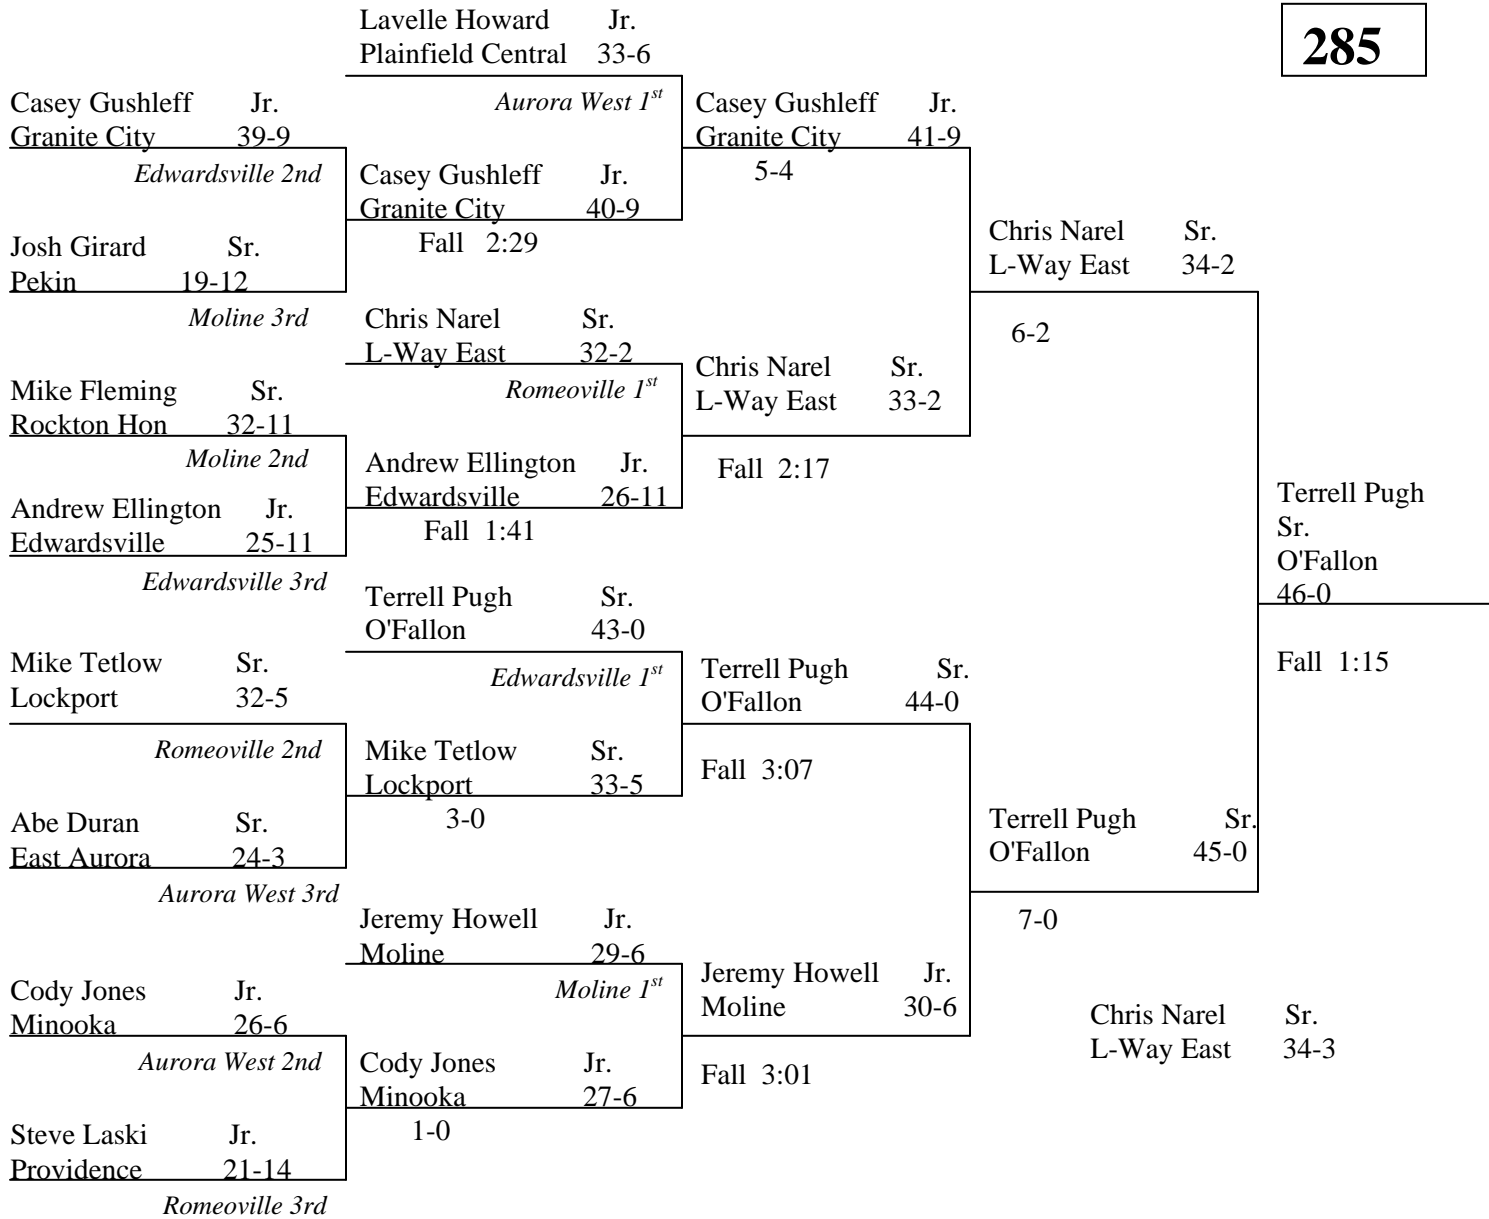 285
Lavelle Howard Jr.
Plainfield Central 33-6
Aurora West 1st
Casey Gushleff Jr.
Granite City 39-9
Edwardsville 2nd
Josh Girard Sr.
Pekin 19-12
Moline 3rd
Casey Gushleff Jr.
Granite City 40-9
Fall 2:29
Casey Gushleff Jr.
Granite City 41-9
5-4
Chris Narel Sr.
L-Way East 32-2
Romeoville 1st
Mike Fleming Sr.
Rockton Hon 32-11
Moline 2nd
Andrew Ellington Jr.
Edwardsville 25-11
Edwardsville 3rd
Andrew Ellington Jr.
Edwardsville 26-11
Fall 1:41
Chris Narel Sr.
L-Way East 33-2
Fall 2:17
Chris Narel Sr.
L-Way East 34-2
6-2
Terrell Pugh Sr.
O'Fallon 43-0
Edwardsville 1st
Mike Tetlow Sr.
Lockport 32-5
Romeoville 2nd
Abe Duran Sr.
East Aurora 24-3
Aurora West 3rd
Mike Tetlow Sr.
Lockport 33-5
3-0
Terrell Pugh Sr.
O'Fallon 44-0
Fall 3:07
Jeremy Howell Jr.
Moline 29-6
Moline 1st
Cody Jones Jr.
Minooka 26-6
Aurora West 2nd
Steve Laski Jr.
Providence 21-14
Romeoville 3rd
Cody Jones Jr.
Minooka 27-6
1-0
Jeremy Howell Jr.
Moline 30-6
Fall 3:01
Terrell Pugh Sr.
O'Fallon 45-0
7-0
Terrell Pugh
Sr.
O'Fallon
46-0
Fall 1:15
Chris Narel Sr.
L-Way East 34-3